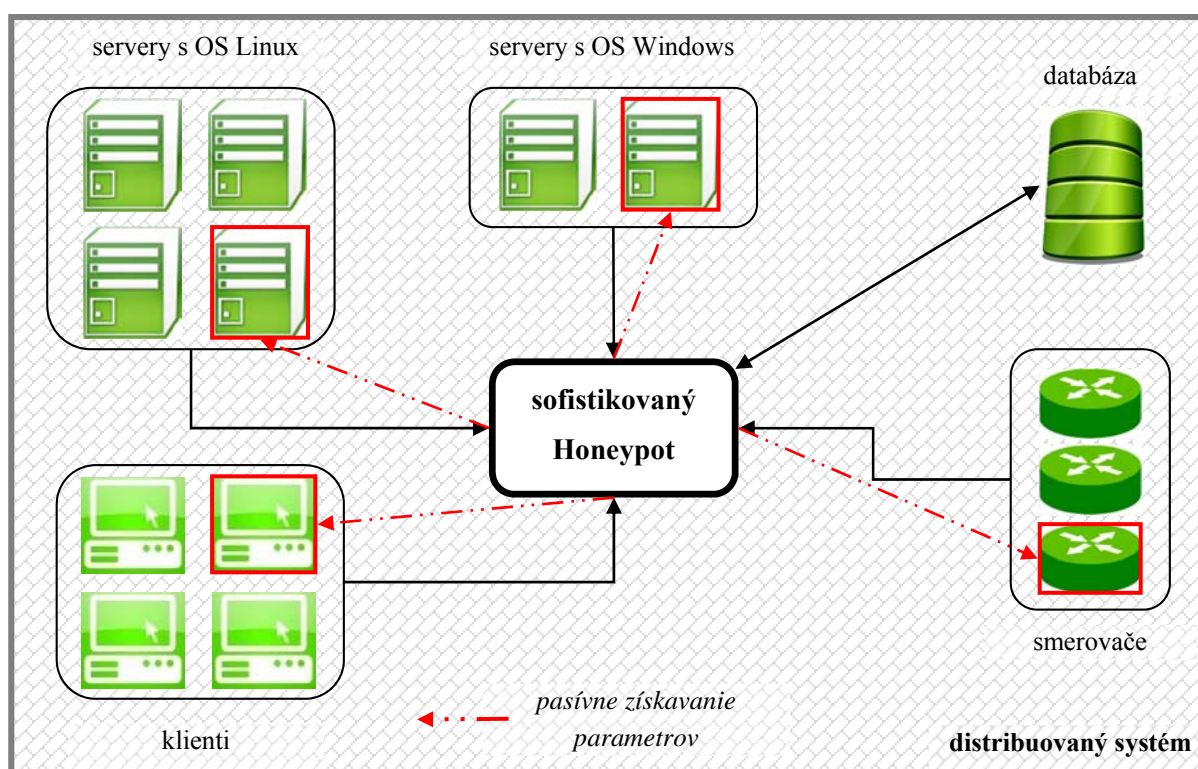 servery s OS Linux
servery s OS Windows
databáza
sofistikovaný
Honeypot
smerovače
klienti
pasívne získavanie
parametrov
distribuovaný systém